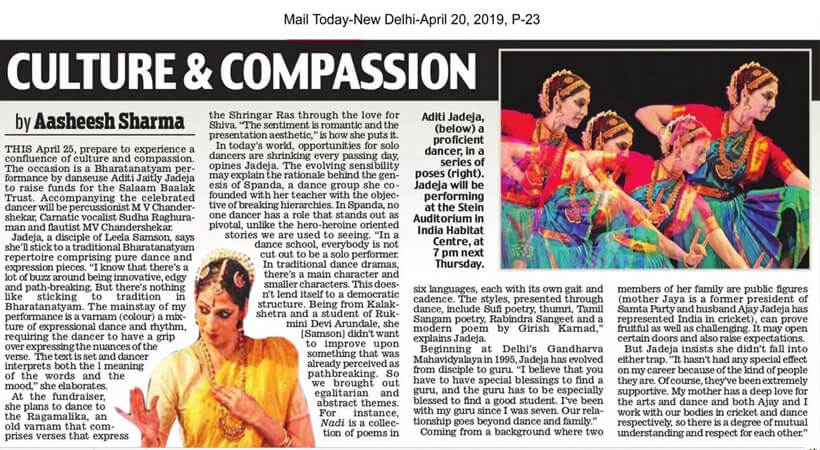 Mail Today-New Delhi-April 20, 2019, P-23
CULTURE & COMPASSION
by Aasheesh Sharma
THIS April 25, prepare to experience a
confluence of culture and compassion.
The occasion is a Bharatanatyam per-
formance by danseuse Aditi Jaitly Jadeja
to raise funds for the Salaam Baalak
Trust. Accompanying the celebrated
dancer will be percussionist M V Chander-
shekar, Carnatic vocalist Sudha Raghura-
man and flautist MV Chandershekar.
Jadeja, a disciple of Leela Samson, says
she'll stick to a traditional Bharatanatyam
repertoire comprising pure dance and
expression pieces. "I know that there's a
lot of buzz around being innovative, edgy
and path-breaking. But there's nothing
like sticking to tradition in
Bharatanatyam. The mainstay of my
performance is a varnam (colour) a mix-
ture of expressional dance and rhythm,
requiring the dancer to have a grip
over expressing the nuances of the
verse. The text is set and dancer
interprets both the l meaning
of the words and the
mood," she elaborates.
At the fundraiser,
she plans to dance to
the Ragamalika, an
old varnam that com-
prises verses that express
the Shringar Ras through the love for
Shiva. "The sentiment is romantic and the
presentation aesthetic," is how she puts it.
In today's world, opportunities for solo
dancers are shrinking every passing day,
opines Jadeja. The evolving sensibility
may explain the rationale behind the gen-
esis of Spanda, a dance group she co-
founded with her teacher with the objec-
tive of breaking hierarchies. In Spanda, no
one dancer has a role that stands out as
pivotal, unlike the hero-heroine oriented
stories we are used to seeing. "In a
dance school, everybody is not
cut out to be a solo performer.
In traditional dance dramas,
there's a main character and
smaller characters. This does-
n't lend itself to a democratic
structure. Being from Kalak-
shetra and a student of Ruk-
mini Devi Arundale, she
[Samson] didn't want
to improve upon
something that was
already perceived as
pathbreaking. So
we brought out
egalitarian and
abstract themes.
For instance,
Nadi is a collec-
tion of poems in
Aditi Jadeja,
(below) a
proficient
dancer, in a
series of
poses (right).
Jadeja will be
performing
at the Stein
Auditorium in
India Habitat
Centre, at
7 pm next
Thursday.
six languages, each with its own gait and
cadence. The styles, presented through
dance, include Sufi poetry, thumri, Tamil
Sangam poetry, Rabindra Sangeet and a
modern poem by Girish Karnad,"
explains Jadeja.
Beginning at Delhi's Gandharva
Mahavidyalaya in 1995, Jadeja has evolved
from disciple to guru. "I believe that you
have to have special blessings to find a
guru, and the guru has to be especially
blessed to find a good student. I've been
with my guru since I was seven. Our rela-
tionship goes beyond dance and family."
Coming from a background where two
members of her family are public figures
(mother Jaya is a former president of
Samta Party and husband Ajay Jadeja has
represented India in cricket), can prove
fruitful as well as challenging. It may open
certain doors and also raise expectations.
But Jadeja insists she didn't fall into
either trap. "It hasn't had any special effect
on my career because of the kind of people
they are. Of course, they've been extremely
supportive. My mother has a deep love for
the arts and dance and both Ajay and I
work with our bodies in cricket and dance
respectively, so there is a degree of mutual
understanding and respect for each other."